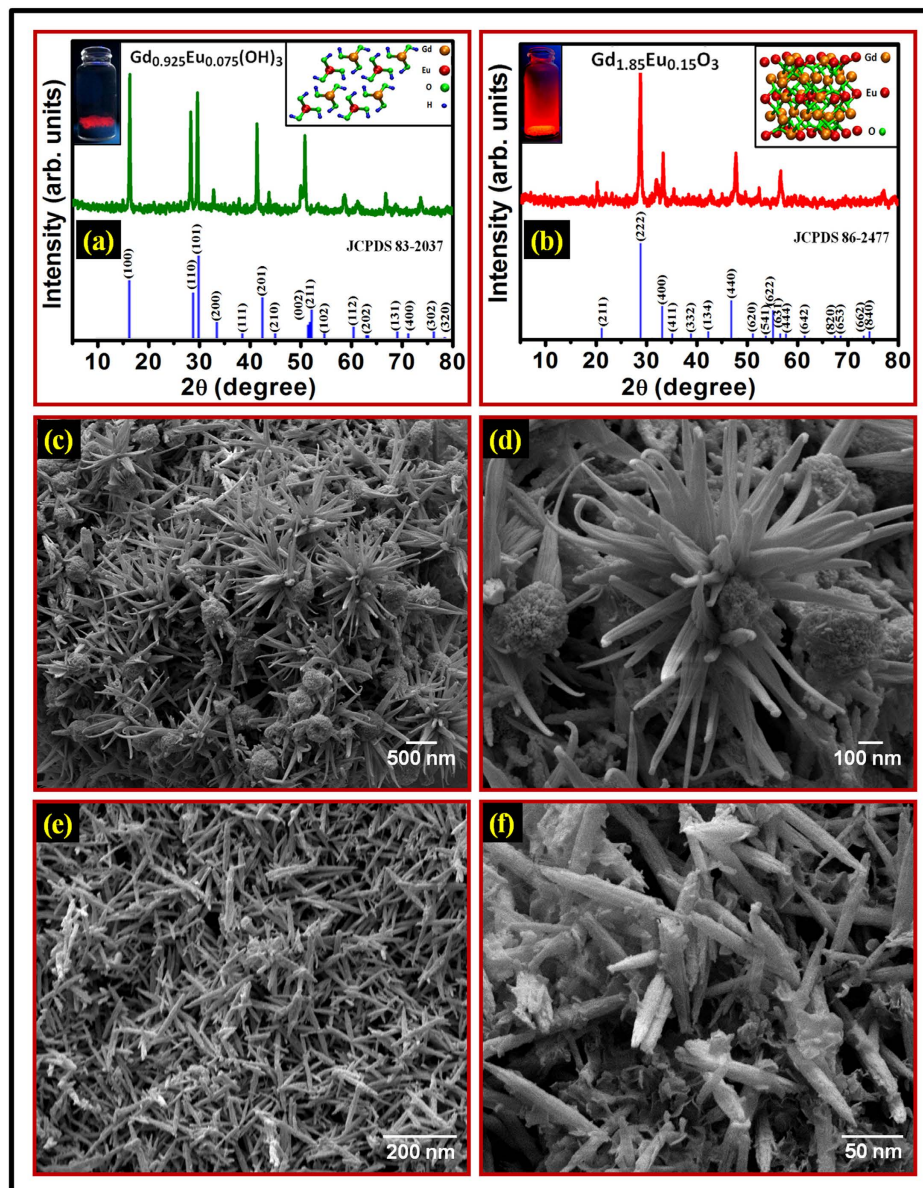 Gd0.925Eu0.075(OH)3
Gd
Eu
O
H
Intensity (arb. units)
(a)
JCPDS 83-2037
(100)
(110)
(101)
(200)
(111)
(201)
(210)
(002)
(211)
(102)
(112)
(202)
(131)
(400)
(302)
(320)
10 20 30 40 50 60 70 80
2θ (degree)
Gd1.85Eu0.15O3
Gd
Eu
O
Intensity (arb. units)
(b)
JCPDS 86-2477
(211)
(222)
(400)
(411)
(332)
(134)
(440)
(620)
(541)
(622)
(631)
(444)
(642)
(820)
(653)
(662)
(840)
10 20 30 40 50 60 70 80
2θ (degree)
(c)
500 nm
(d)
100 nm
(e)
200 nm
(f)
50 nm